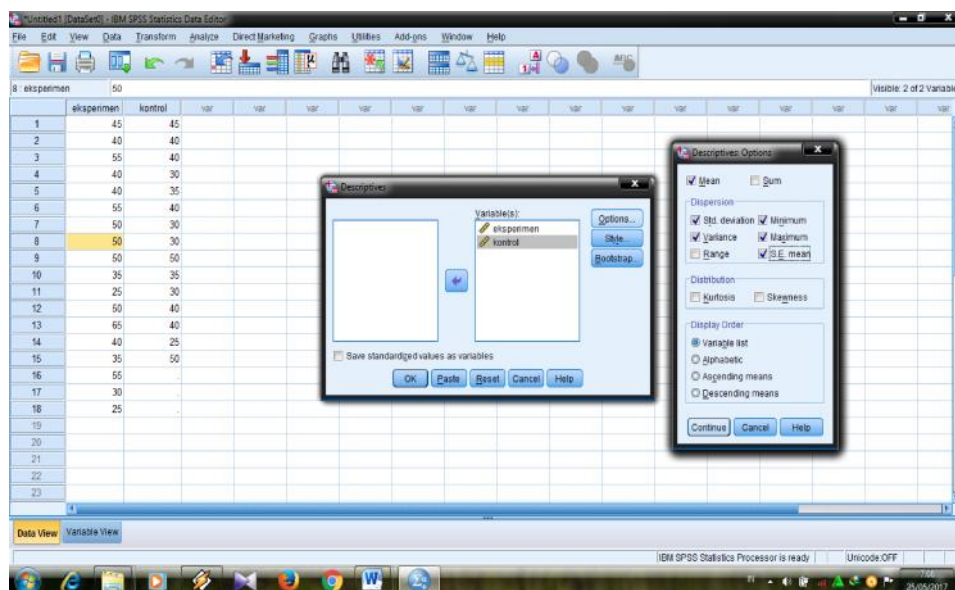 *Untitled1 [DataSet0] - IBM SPSS Statistics Data Editor
File Edit View Data Transform Analyze Direct Marketing Graphs Utilities Add-ons Window Help
8 : eksperimen 50 Visible: 2 of 2 Variable
eksperimen kontrol var var var var var var var var var var var var var
1 45 45
2 40 40
3 55 40
4 40 30
5 40 35
6 55 40
7 50 30
8 50 30
9 50 50
10 35 35
11 25 30
12 50 40
13 65 40
14 40 25
15 35 50
16 55 .
17 30 .
18 25 .
19
20
21
22
23
Descriptives
Variable(s):
eksperimen
kontrol
Options...
Style...
Bootstrap...
Save standardized values as variables
OK Paste Reset Cancel Help
Descriptives: Options
Mean Sum
Dispersion
Std. deviation Minimum
Variance Maximum
Range S.E. mean
Distribution
Kurtosis Skewness
Display Order
Variable list
Alphabetic
Ascending means
Descending means
Continue Cancel Help
Data View Variable View
IBM SPSS Statistics Processor is ready Unicode:OFF
7:06
25/05/2017